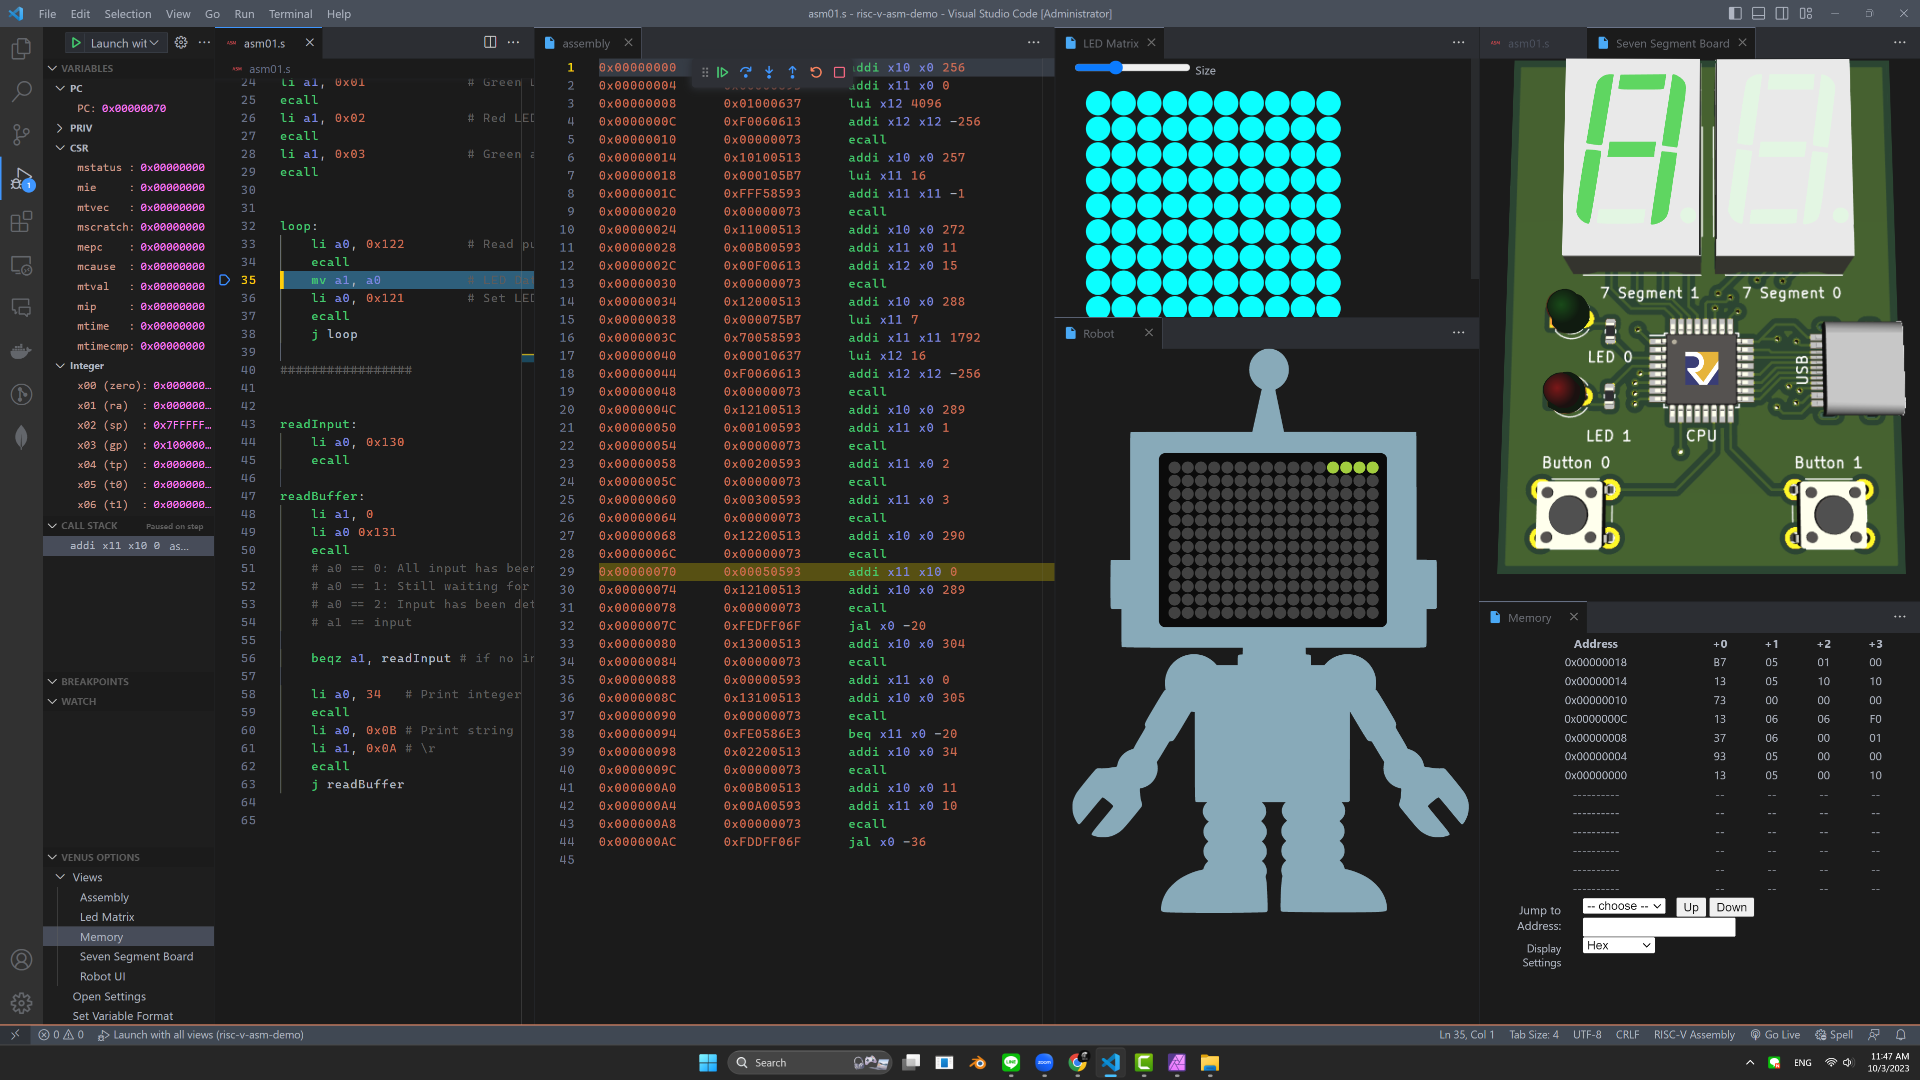 File Edit Selection View Go Run Terminal Help
asm01.s - risc-v-asm-demo - Visual Studio Code [Administrator]
Launch wit
VARIABLES
PC
PC: 0x00000070
PRIV
CSR
mstatus : 0x00000000
mie : 0x00000000
mtvec : 0x00000000
mscratch: 0x00000000
mepc : 0x00000000
mcause : 0x00000000
mtval : 0x00000000
mip : 0x00000000
mtime : 0x00000000
mtimecmp: 0x00000000
Integer
x00 (zero): 0x000000…
x01 (ra) : 0x000000…
x02 (sp) : 0x7FFFFF…
x03 (gp) : 0x100000…
x04 (tp) : 0x000000…
x05 (t0) : 0x000000…
x06 (t1) : 0x000000…
CALL STACK Paused on step
addi x11 x10 0 as…
BREAKPOINTS
WATCH
VENUS OPTIONS
Views
Assembly
Led Matrix
Memory
Seven Segment Board
Robot UI
Open Settings
Set Variable Format
asm01.s
asm01.s
24 li a1, 0x01 # Green
25 ecall
26 li a1, 0x02 # Red LED
27 ecall
28 li a1, 0x03 # Green a
29 ecall
30
31
32 loop:
33 li a0, 0x122 # Read pu
34 ecall
35 mv a1, a0 # LED
36 li a0, 0x121 # Set LED
37 ecall
38 j loop
39
40 #################
41
42
43 readInput:
44 li a0, 0x130
45 ecall
46
47 readBuffer:
48 li a1, 0
49 li a0 0x131
50 ecall
51 # a0 == 0: All input has been
52 # a0 == 1: Still waiting for
53 # a0 == 2: Input has been det
54 # a1 == input
55
56 beqz a1, readInput # if no in
57
58 li a0, 34 # Print integer
59 ecall
60 li a0, 0x0B # Print string
61 li a1, 0x0A # \r
62 ecall
63 j readBuffer
64
65
assembly
1 0x00000000 addi x10 x0 256
2 0x00000004 addi x11 x0 0
3 0x00000008 0x01000637 lui x12 4096
4 0x0000000C 0xF0060613 addi x12 x12 -256
5 0x00000010 0x00000073 ecall
6 0x00000014 0x10100513 addi x10 x0 257
7 0x00000018 0x000105B7 lui x11 16
8 0x0000001C 0xFFF58593 addi x11 x11 -1
9 0x00000020 0x00000073 ecall
10 0x00000024 0x11000513 addi x10 x0 272
11 0x00000028 0x00B00593 addi x11 x0 11
12 0x0000002C 0x00F00613 addi x12 x0 15
13 0x00000030 0x00000073 ecall
14 0x00000034 0x12000513 addi x10 x0 288
15 0x00000038 0x000075B7 lui x11 7
16 0x0000003C 0x70058593 addi x11 x11 1792
17 0x00000040 0x00010637 lui x12 16
18 0x00000044 0xF0060613 addi x12 x12 -256
19 0x00000048 0x00000073 ecall
20 0x0000004C 0x12100513 addi x10 x0 289
21 0x00000050 0x00100593 addi x11 x0 1
22 0x00000054 0x00000073 ecall
23 0x00000058 0x00200593 addi x11 x0 2
24 0x0000005C 0x00000073 ecall
25 0x00000060 0x00300593 addi x11 x0 3
26 0x00000064 0x00000073 ecall
27 0x00000068 0x12200513 addi x10 x0 290
28 0x0000006C 0x00000073 ecall
29 0x00000070 0x00050593 addi x11 x10 0
30 0x00000074 0x12100513 addi x10 x0 289
31 0x00000078 0x00000073 ecall
32 0x0000007C 0xFEDFF06F jal x0 -20
33 0x00000080 0x13000513 addi x10 x0 304
34 0x00000084 0x00000073 ecall
35 0x00000088 0x00000593 addi x11 x0 0
36 0x0000008C 0x13100513 addi x10 x0 305
37 0x00000090 0x00000073 ecall
38 0x00000094 0xFE0586E3 beq x11 x0 -20
39 0x00000098 0x02200513 addi x10 x0 34
40 0x0000009C 0x00000073 ecall
41 0x000000A0 0x00B00513 addi x10 x0 11
42 0x000000A4 0x00A00593 addi x11 x0 10
43 0x000000A8 0x00000073 ecall
44 0x000000AC 0xFDDFF06F jal x0 -36
45
LED Matrix
Size
Robot
asm01.s
Seven Segment Board
7 Segment 1 7 Segment 0
LED 0
USB
LED 1 CPU
Button 0 Button 1
Memory
Address +0 +1 +2 +3
0x00000018 B7 05 01 00
0x00000014 13 05 10 10
0x00000010 73 00 00 00
0x0000000C 13 06 06 F0
0x00000008 37 06 00 01
0x00000004 93 05 00 00
0x00000000 13 05 00 10
---------- -- -- -- --
---------- -- -- -- --
---------- -- -- -- --
---------- -- -- -- --
---------- -- -- -- --
---------- -- -- -- --
Jump to Address: -- choose -- Up Down
Display Settings Hex
0 0 Launch with all views (risc-v-asm-demo)
Ln 35, Col 1 Tab Size: 4 UTF-8 CRLF RISC-V Assembly Go Live Spell
Search
zoom
ENG
11:47 AM
10/3/2023